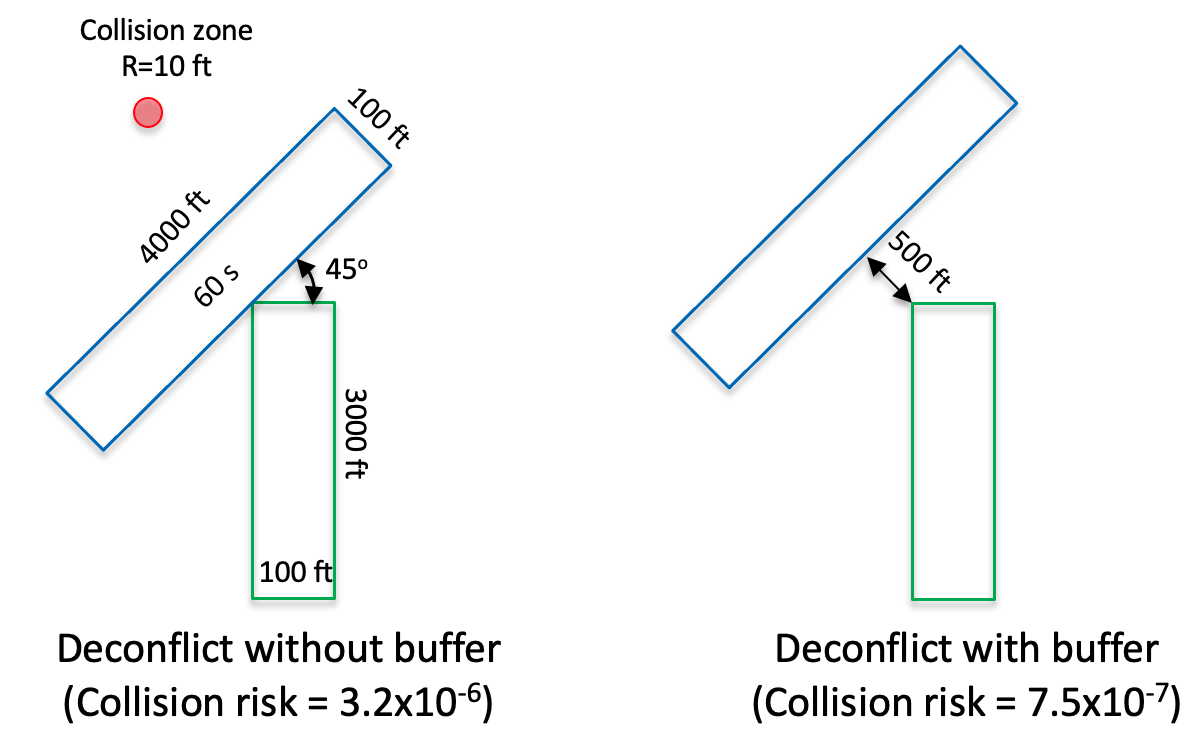 Collision zone
R=10 ft
100 ft
4000 ft
60 s
45º
3000 ft
100 ft
Deconflict without buffer
(Collision risk = 3.2x10⁻⁶)
500 ft
Deconflict with buffer
(Collision risk = 7.5x10⁻⁷)